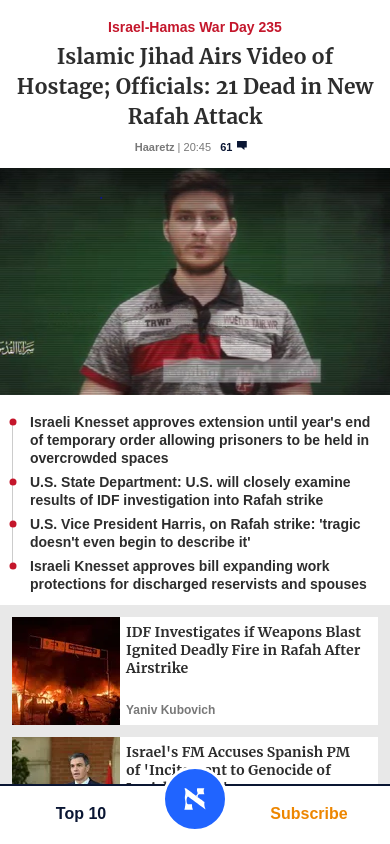 Israel-Hamas War Day 235
Islamic Jihad Airs Video of
Hostage; Officials: 21 Dead in New
Rafah Attack
Haaretz | 20:45 61
TRWP
Israeli Knesset approves extension until year's end
of temporary order allowing prisoners to be held in
overcrowded spaces
U.S. State Department: U.S. will closely examine
results of IDF investigation into Rafah strike
U.S. Vice President Harris, on Rafah strike: 'tragic
doesn't even begin to describe it'
Israeli Knesset approves bill expanding work
protections for discharged reservists and spouses
IDF Investigates if Weapons Blast
Ignited Deadly Fire in Rafah After
Airstrike
Yaniv Kubovich
Israel's FM Accuses Spanish PM
of to Genocide of
Top 10
Subscribe